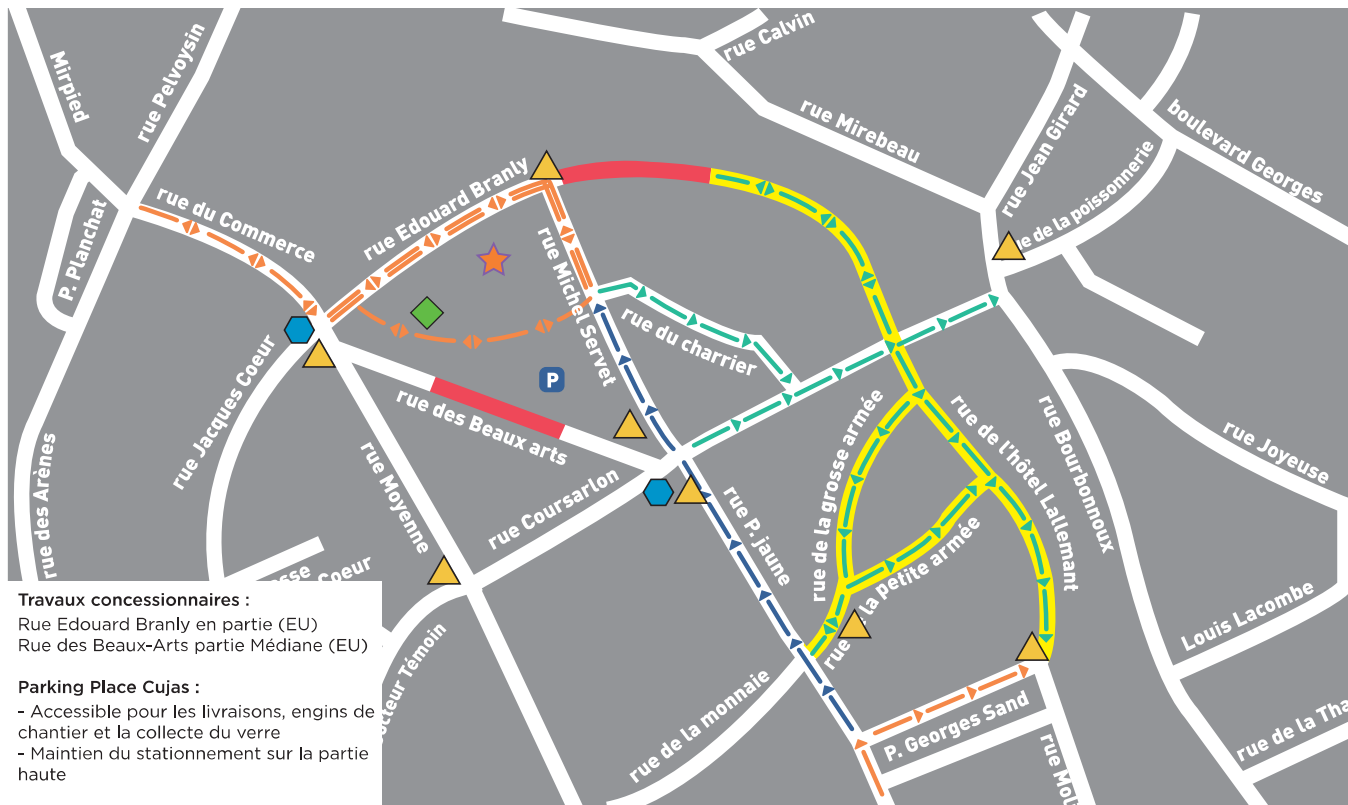 rue Calvin
Mirpied
rue Pelvoysin
rue Mirebeau
rue Jean Girard
boulevard Georges
rue Edouard Branly
rue de la poissonnerie
rue du Commerce
P. Planchat
rue Michel Servet
rue du charrier
P
rue Jacques Coeur
rue des Beaux arts
rue des Arènes
rue Moyenne
rue Coursarlon
rue P. jaune
rue de la grosse armée
rue de l'hôtel Lallemant
rue Bourbonnoux
rue Joyeuse
la petite armée
Coeur
Louis Lacombe
rue de la monnaie
P. Georges Sand
rue de la Tha
Témoin
Travaux concessionnaires :
Rue Edouard Branly en partie (EU)
Rue des Beaux-Arts partie Médiane (EU)
Parking Place Cujas :
- Accessible pour les livraisons, engins de
chantier et la collecte du verre
- Maintien du stationnement sur la partie
haute